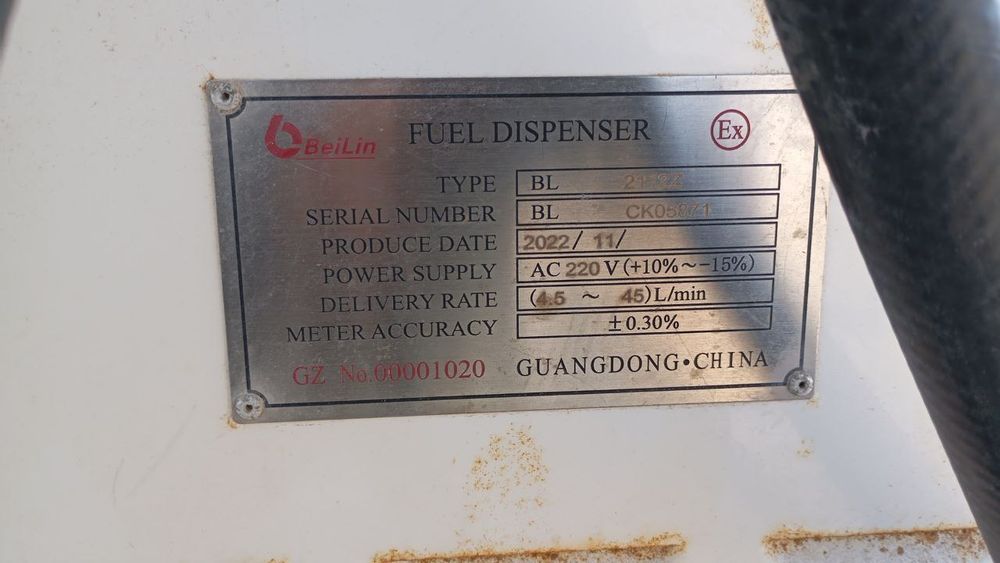 BeiLin FUEL DISPENSER Ex
TYPE BL
SERIAL NUMBER BL
PRODUCE DATE 2022/ 11/
POWER SUPPLY AC 220 V (+10%~-15%)
DELIVERY RATE (4.5 ~ 45)L/min
METER ACCURACY ±0.30%
GZ No.00001020 GUANGDONG•CHINA